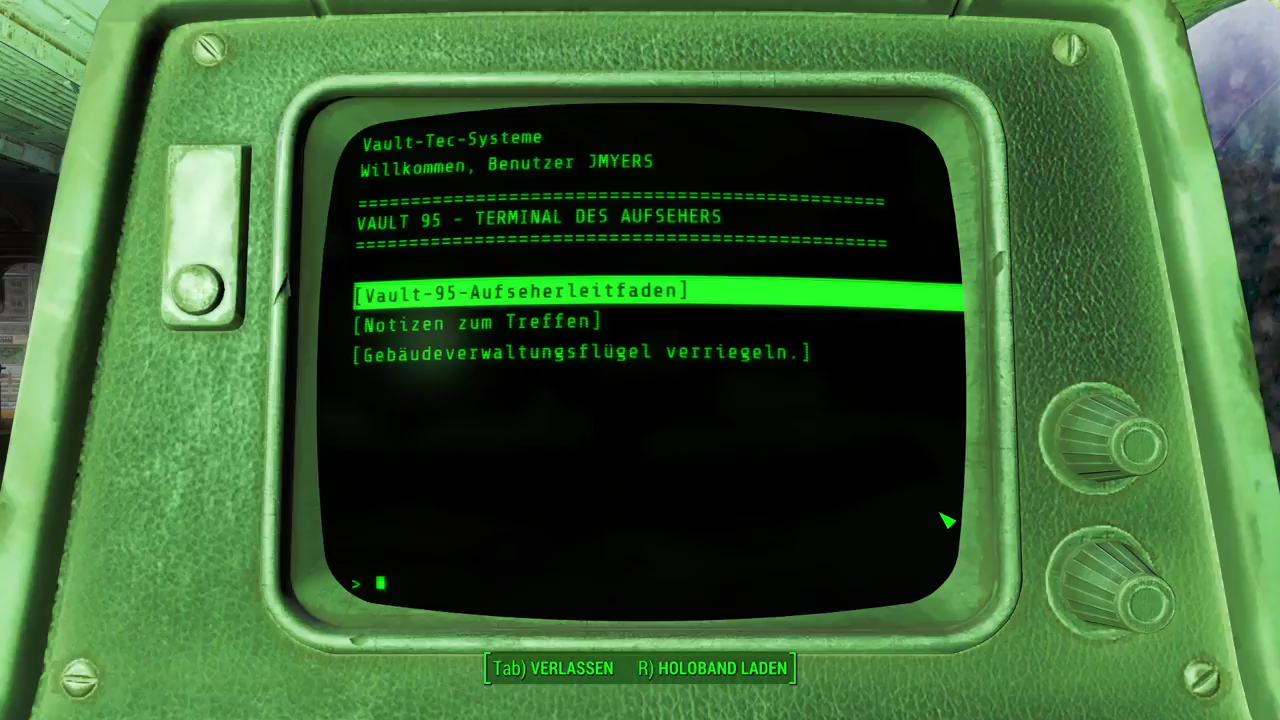 Vault-Tec-Systeme
Willkommen, Benutzer JMYERS
==================================================
VAULT 95 - TERMINAL DES AUFSEHERS
==================================================
[Vault-95-Aufseherleitfaden]
[Notizen zum Treffen]
[Gebäudeverwaltungsflügel verriegeln.]
>
Tab) VERLASSEN R) HOLOBAND LADEN